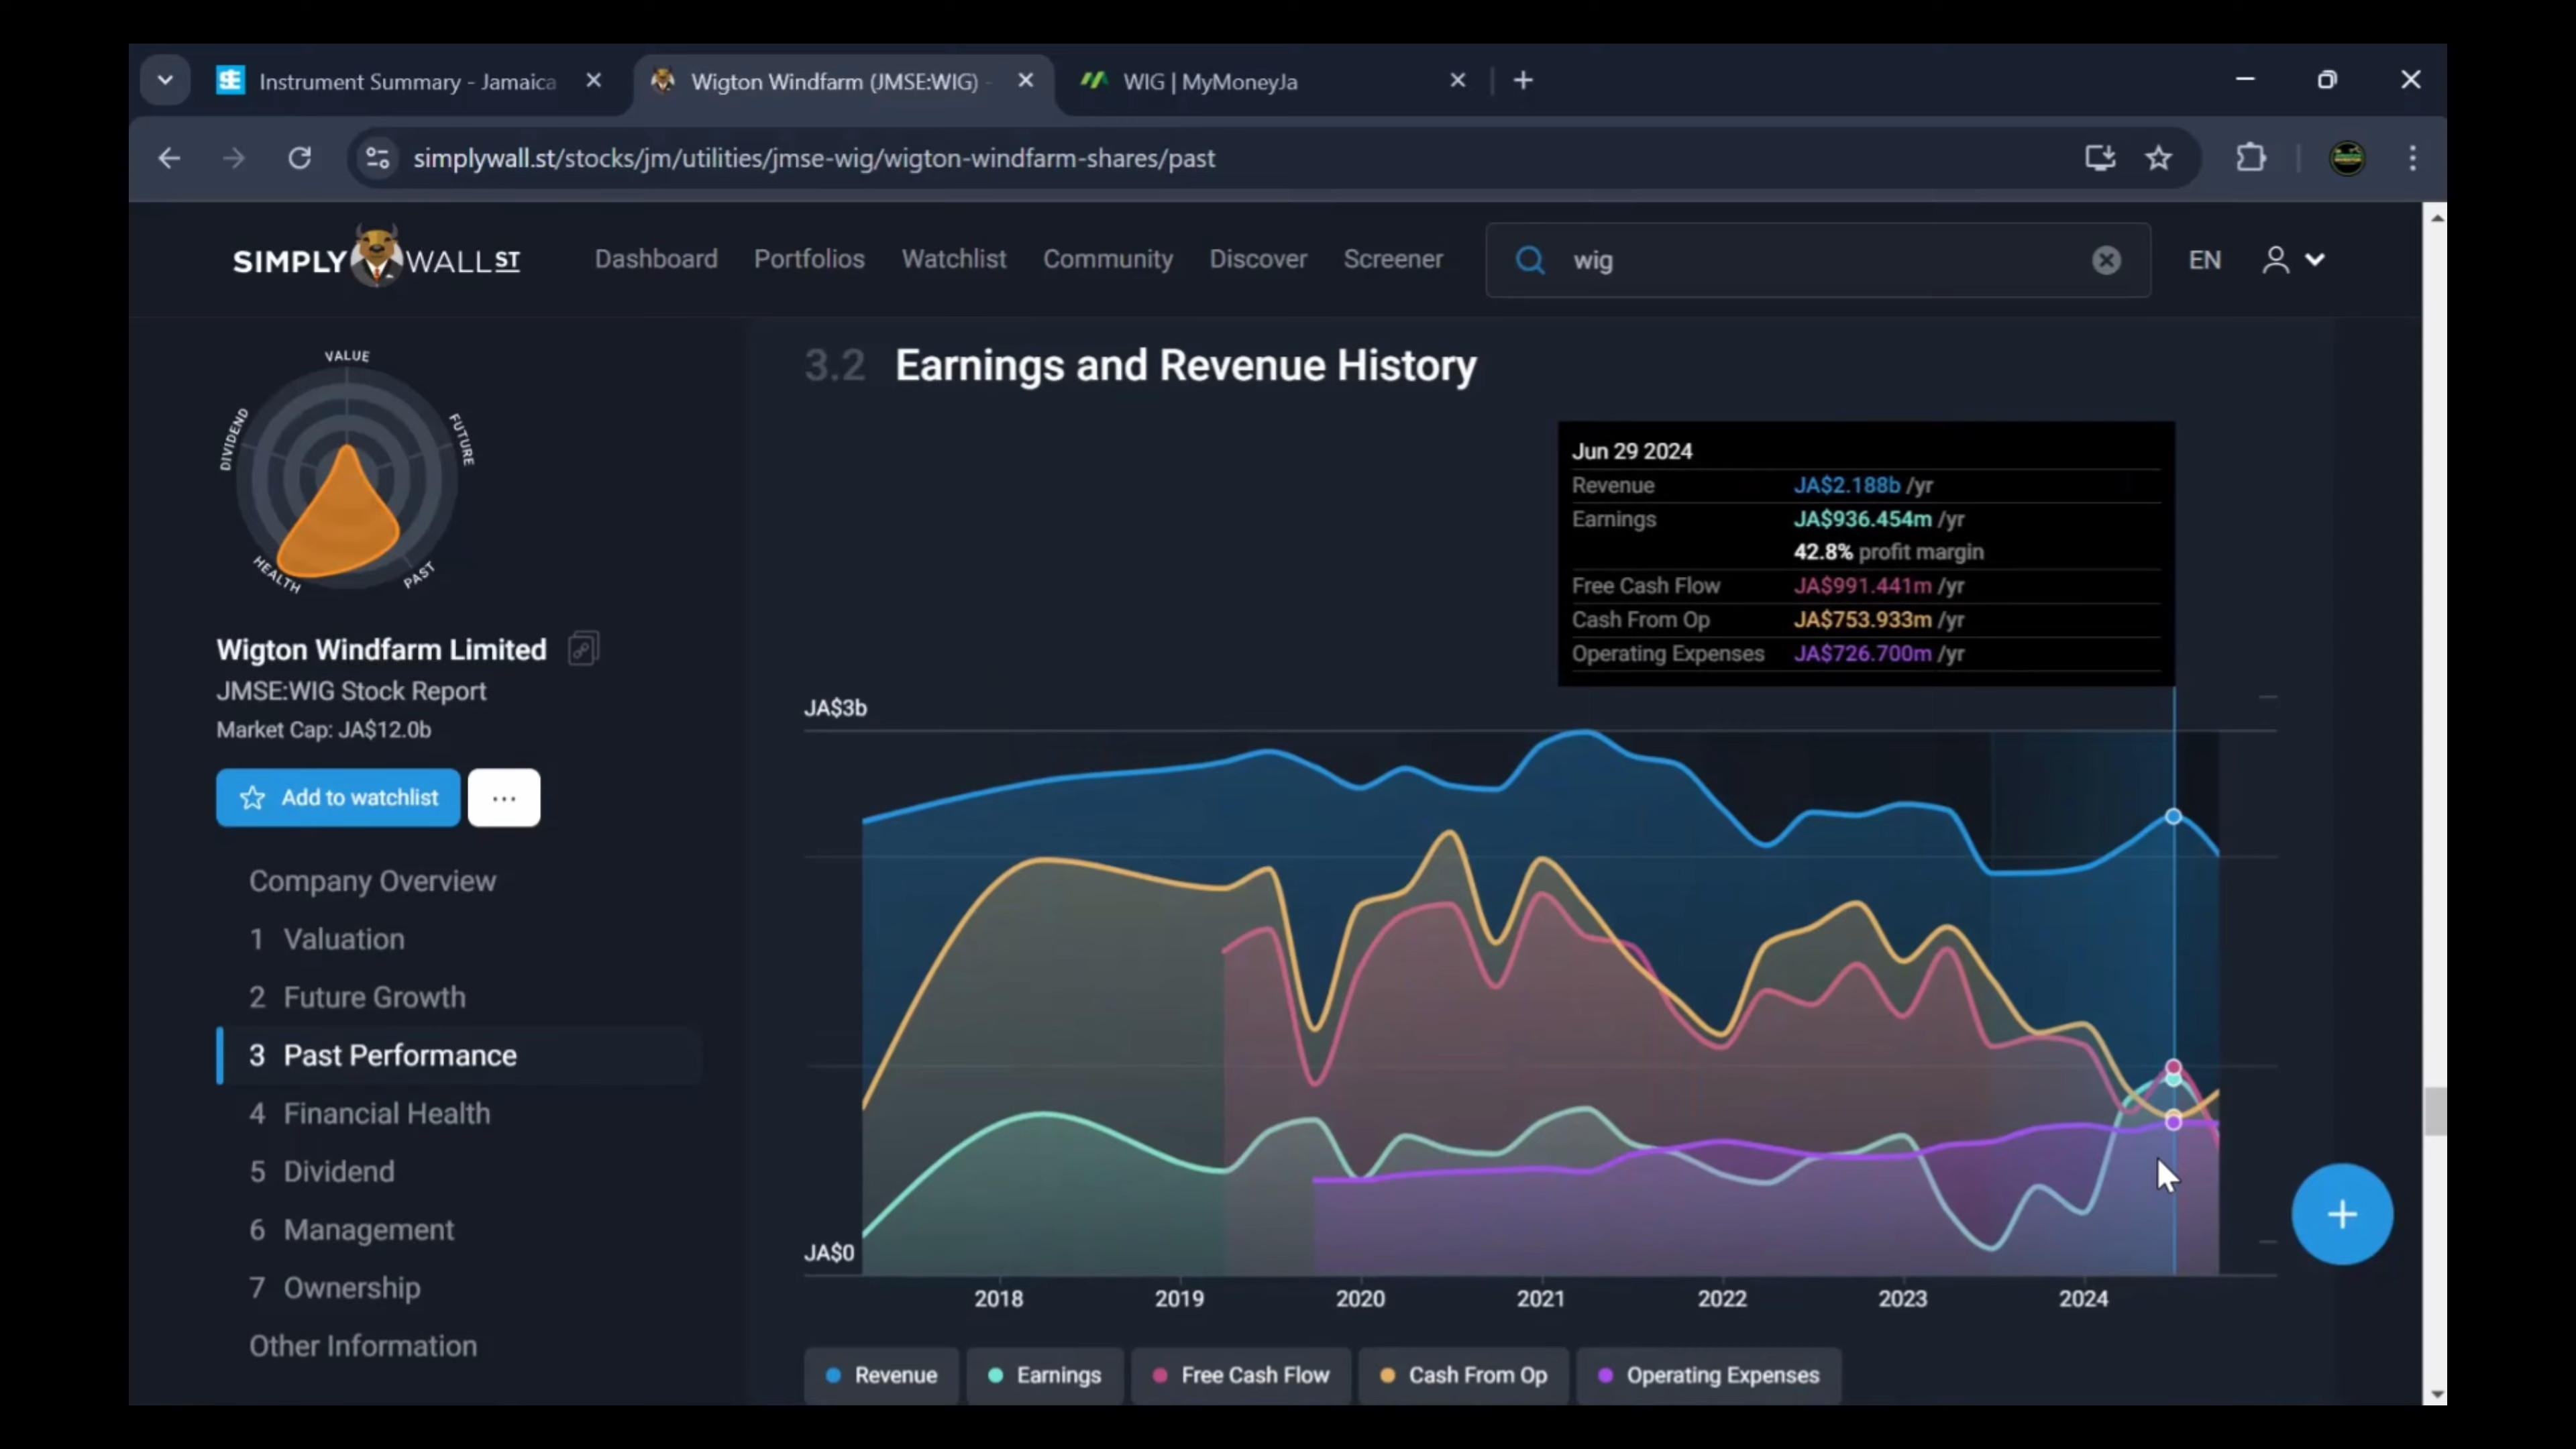 Instrument Summary - Jamaica
Wigton Windfarm (JMSE:WIG) -
WIG | MyMoneyJa
simplywall.st/stocks/jm/utilities/jmse-wig/wigton-windfarm-shares/past
SIMPLY WALL ST
Dashboard
Portfolios
Watchlist
Community
Discover
Screener
wig
EN
VALUE
FUTURE
PAST
HEALTH
DIVIDEND
Wigton Windfarm Limited
JMSE:WIG Stock Report
Market Cap: JA$12.0b
Add to watchlist
...
Company Overview
1 Valuation
2 Future Growth
3 Past Performance
4 Financial Health
5 Dividend
6 Management
7 Ownership
Other Information
3.2 Earnings and Revenue History
Jun 29 2024
Revenue JA$2.188b /yr
Earnings JA$936.454m /yr
42.8% profit margin
Free Cash Flow JA$991.441m /yr
Cash From Op JA$753.933m /yr
Operating Expenses JA$726.700m /yr
JA$3b
JA$0
2018 2019 2020 2021 2022 2023 2024
Revenue
Earnings
Free Cash Flow
Cash From Op
Operating Expenses